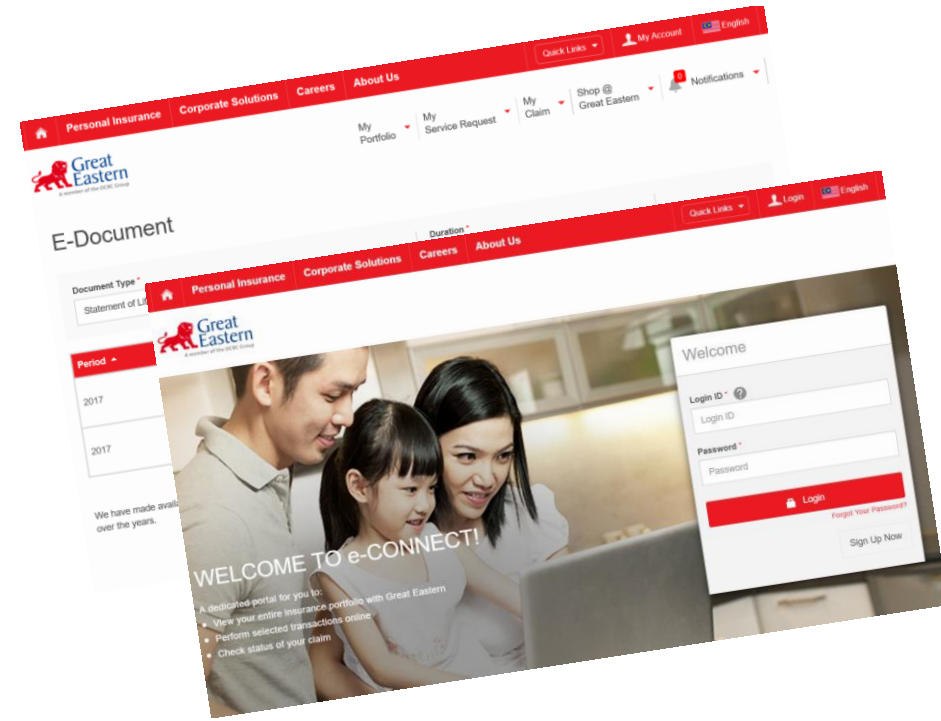 Personal Insurance Corporate Solutions Careers About Us Quick Links My Account English
Great Eastern
A member of the OCBC Group
My Portfolio My Service Request My Claim Shop @ Great Eastern 0 Notifications
E-Document
Document Type * Duration *
Statement of
Period
2017
2017
We have made
over the years.
Personal Insurance Corporate Solutions Careers About Us Quick Links Login English
Great Eastern
A member of the OCBC Group
WELCOME TO e-CONNECT!
A dedicated portal for you to:
• View your entire insurance portfolio with Great Eastern
• Perform selected transactions online
• Check status of your claim
Welcome
Login ID * ?
Login ID
Password *
Password
Login
Forgot Your Password?
Sign Up Now